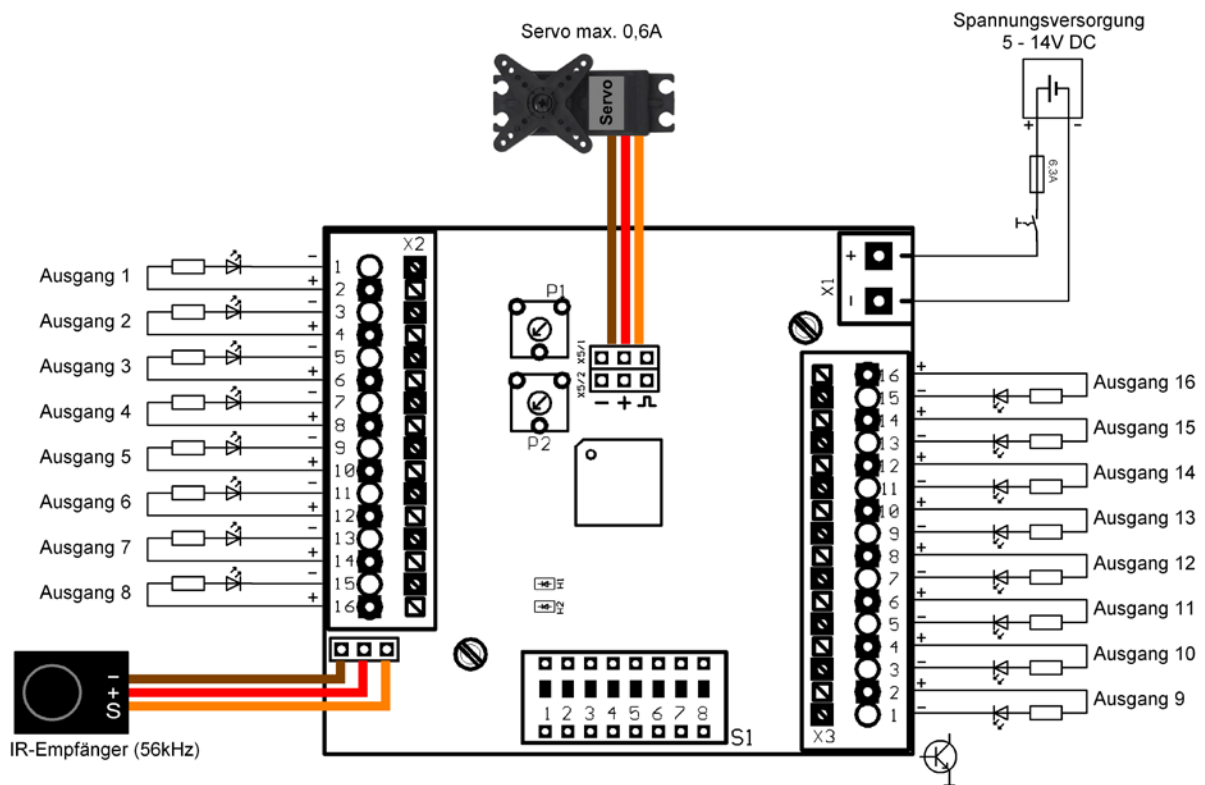 Servo max. 0,6A
Spannungsversorgung
5 - 14V DC
+ -
6,3A
Servo
X2
Ausgang 1
Ausgang 2
Ausgang 3
Ausgang 4
Ausgang 5
Ausgang 6
Ausgang 7
Ausgang 8
- 1
+ 2
- 3
+ 4
- 5
+ 6
- 7
+ 8
- 9
+ 10
- 11
+ 12
- 13
+ 14
- 15
+ 16
P1
P2
X5/1
X5/2
- +
H1
H2
X1
+
-
16 +
15 -
14 +
13 -
12 +
11 -
10 +
9 -
8 +
7 -
6 +
5 -
4 +
3 -
2 +
1 -
X3
Ausgang 16
Ausgang 15
Ausgang 14
Ausgang 13
Ausgang 12
Ausgang 11
Ausgang 10
Ausgang 9
1 2 3 4 5 6 7 8
S1
-
+
S
IR-Empfänger (56kHz)